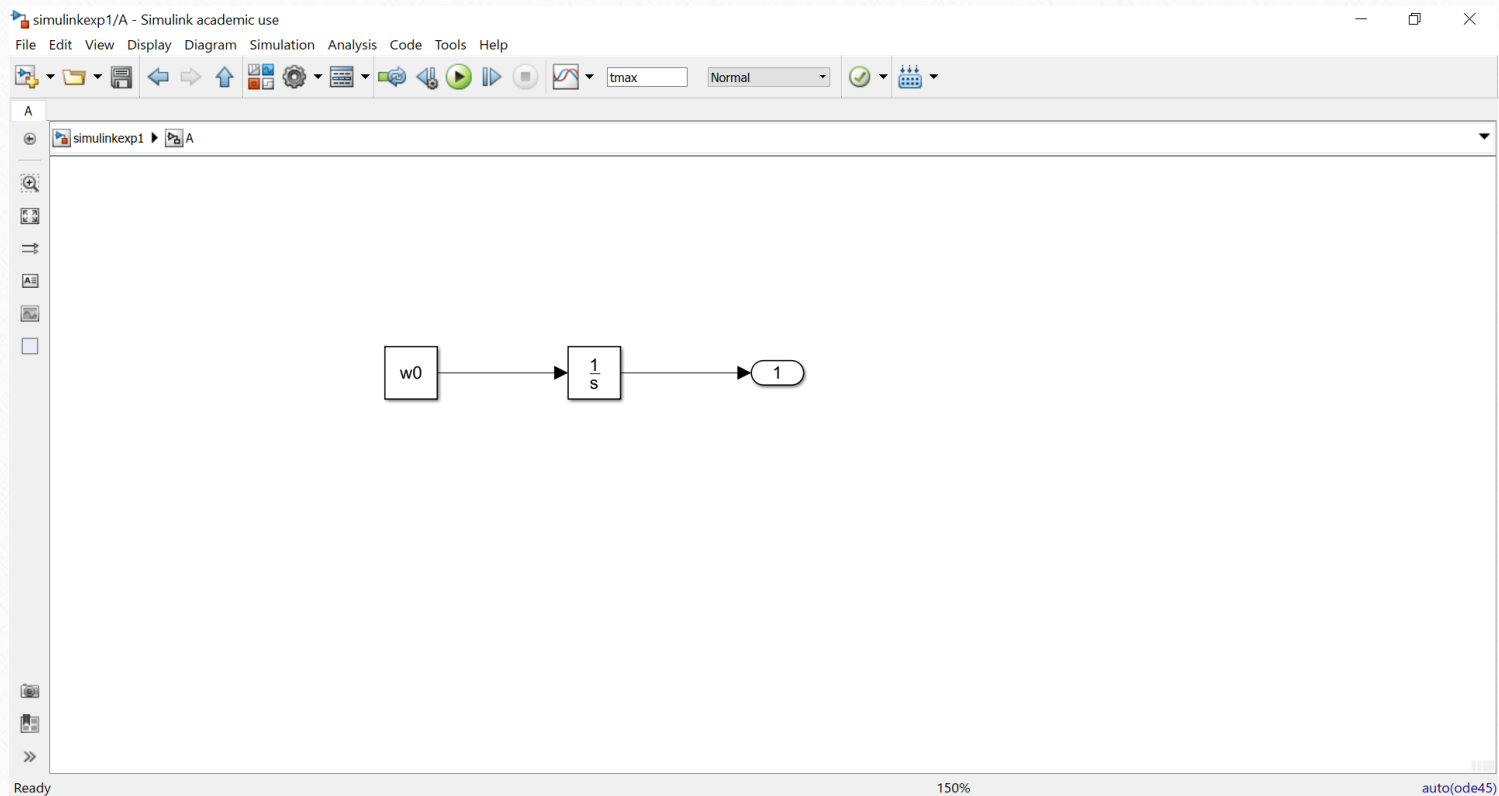 simulinkexp1/A - Simulink academic use
File Edit View Display Diagram Simulation Analysis Code Tools Help
tmax Normal
A
simulinkexp1 A
w0 1 1
s
Ready 150% auto(ode45)